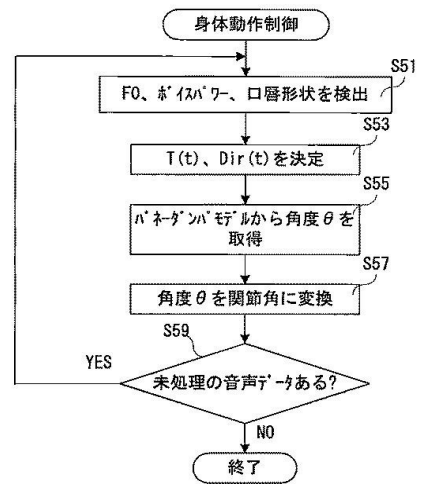 身体動作制御
S51
F0、ﾎﾞｲｽﾊﾟﾜｰ、口唇形状を検出
S53
T(t)、Dir(t)を決定
S55
ﾊﾞﾈｰﾀﾞﾝﾊﾟﾓﾃﾞﾙから角度θを
取得
S57
角度θを関節角に変換
S59
YES
未処理の音声ﾃﾞｰﾀある?
NO
終了